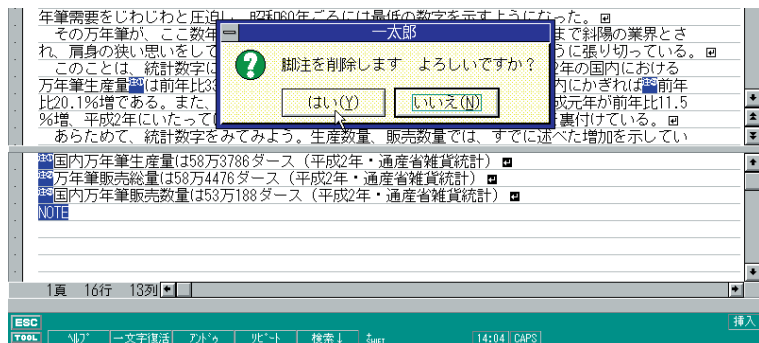 年筆需要をじわじわと圧迫し、昭和60年ごろには最低の数字を示すようになった。
その万年筆が、ここ数年
まで斜陽の業界とさ
れ、肩身の狭い思いをして
うに張り切っている。
このことは、統計数字に
2年の国内における
万年筆生産量注1は前年比33
内にかぎれば注3前年
比20.1%増である。また、
成元年が前年比11.5
%増、平成2年にいたって
裏付けている。
あらためて、統計数字をみてみよう。生産数量、販売数量では、すでに述べた増加を示してい
一太郎
脚注を削除します よろしいですか?
はい(Y)
いいえ(N)
注1国内万年筆生産量は58万3786ダース(平成2年・通産省雑貨統計)
注2万年筆販売総量は58万4476ダース(平成2年・通産省雑貨統計)
注3国内万年筆販売数量は53万188ダース(平成2年・通産省雑貨統計)
NOTE
1頁 16行 13列
ESC
挿入
TOOL ﾍﾙﾌﾟ 一文字復活 ｱﾝﾄﾞｩ ﾘﾋﾟｰﾄ 検索↓ SHIFT 14:04 CAPS